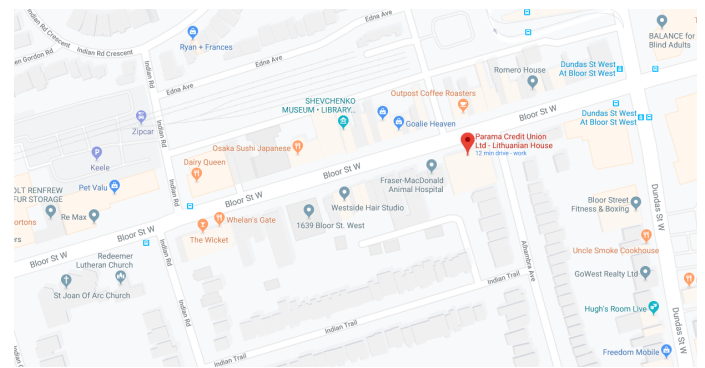 Edna Ave
Indian Rd Crescent
Indian Rd Crescent
en Gordon Rd
Ryan + Frances
Indian Rd
Edna Ave
Edna Ave
BALANCE for
Blind Adults
Romero House
Dundas St West
At Bloor St West
Outpost Coffee Roasters
SHEVCHENKO
MUSEUM • LIBRARY...
Goalie Heaven
Bloor St W
Dundas St West
At Bloor St West
Zipcar
Keele
Osaka Sushi Japanese
Parama Credit Union
Ltd - Lithuanian House
12 min drive - work
Dairy Queen
Bloor St W
Fraser-MacDonald
Animal Hospital
OLT RENFREW
FUR STORAGE
Pet Valu
Indian Rd
Bloor St W
Dundas St W
Bloor Street
Fitness & Boxing
ortons
Re Max
Westside Hair Studio
Whelan's Gate
1639 Bloor St. West
The Wicket
ers
Bloor St W
Bloor St W
Indian Rd
Alhambra Ave
Uncle Smoke Cookhouse
Redeemer
Lutheran Church
GoWest Realty Ltd
St Joan Of Arc Church
Indian Trail
Indian Rd
Hugh's Room Live
Dundas St W
Indian Trail
Indian Trail
Freedom Mobile